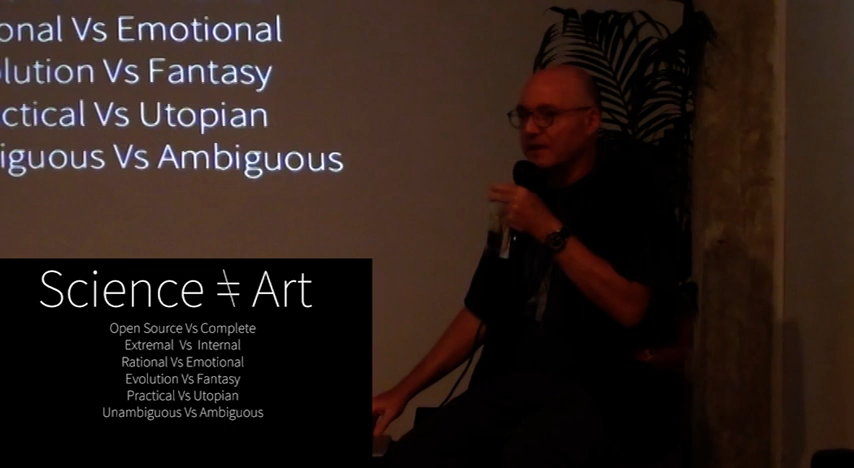 onal Vs Emotional
olution Vs Fantasy
ctical Vs Utopian
iguous Vs Ambiguous
Science ≠ Art
Open Source Vs Complete
Extremal Vs Internal
Rational Vs Emotional
Evolution Vs Fantasy
Practical Vs Utopian
Unambiguous Vs Ambiguous